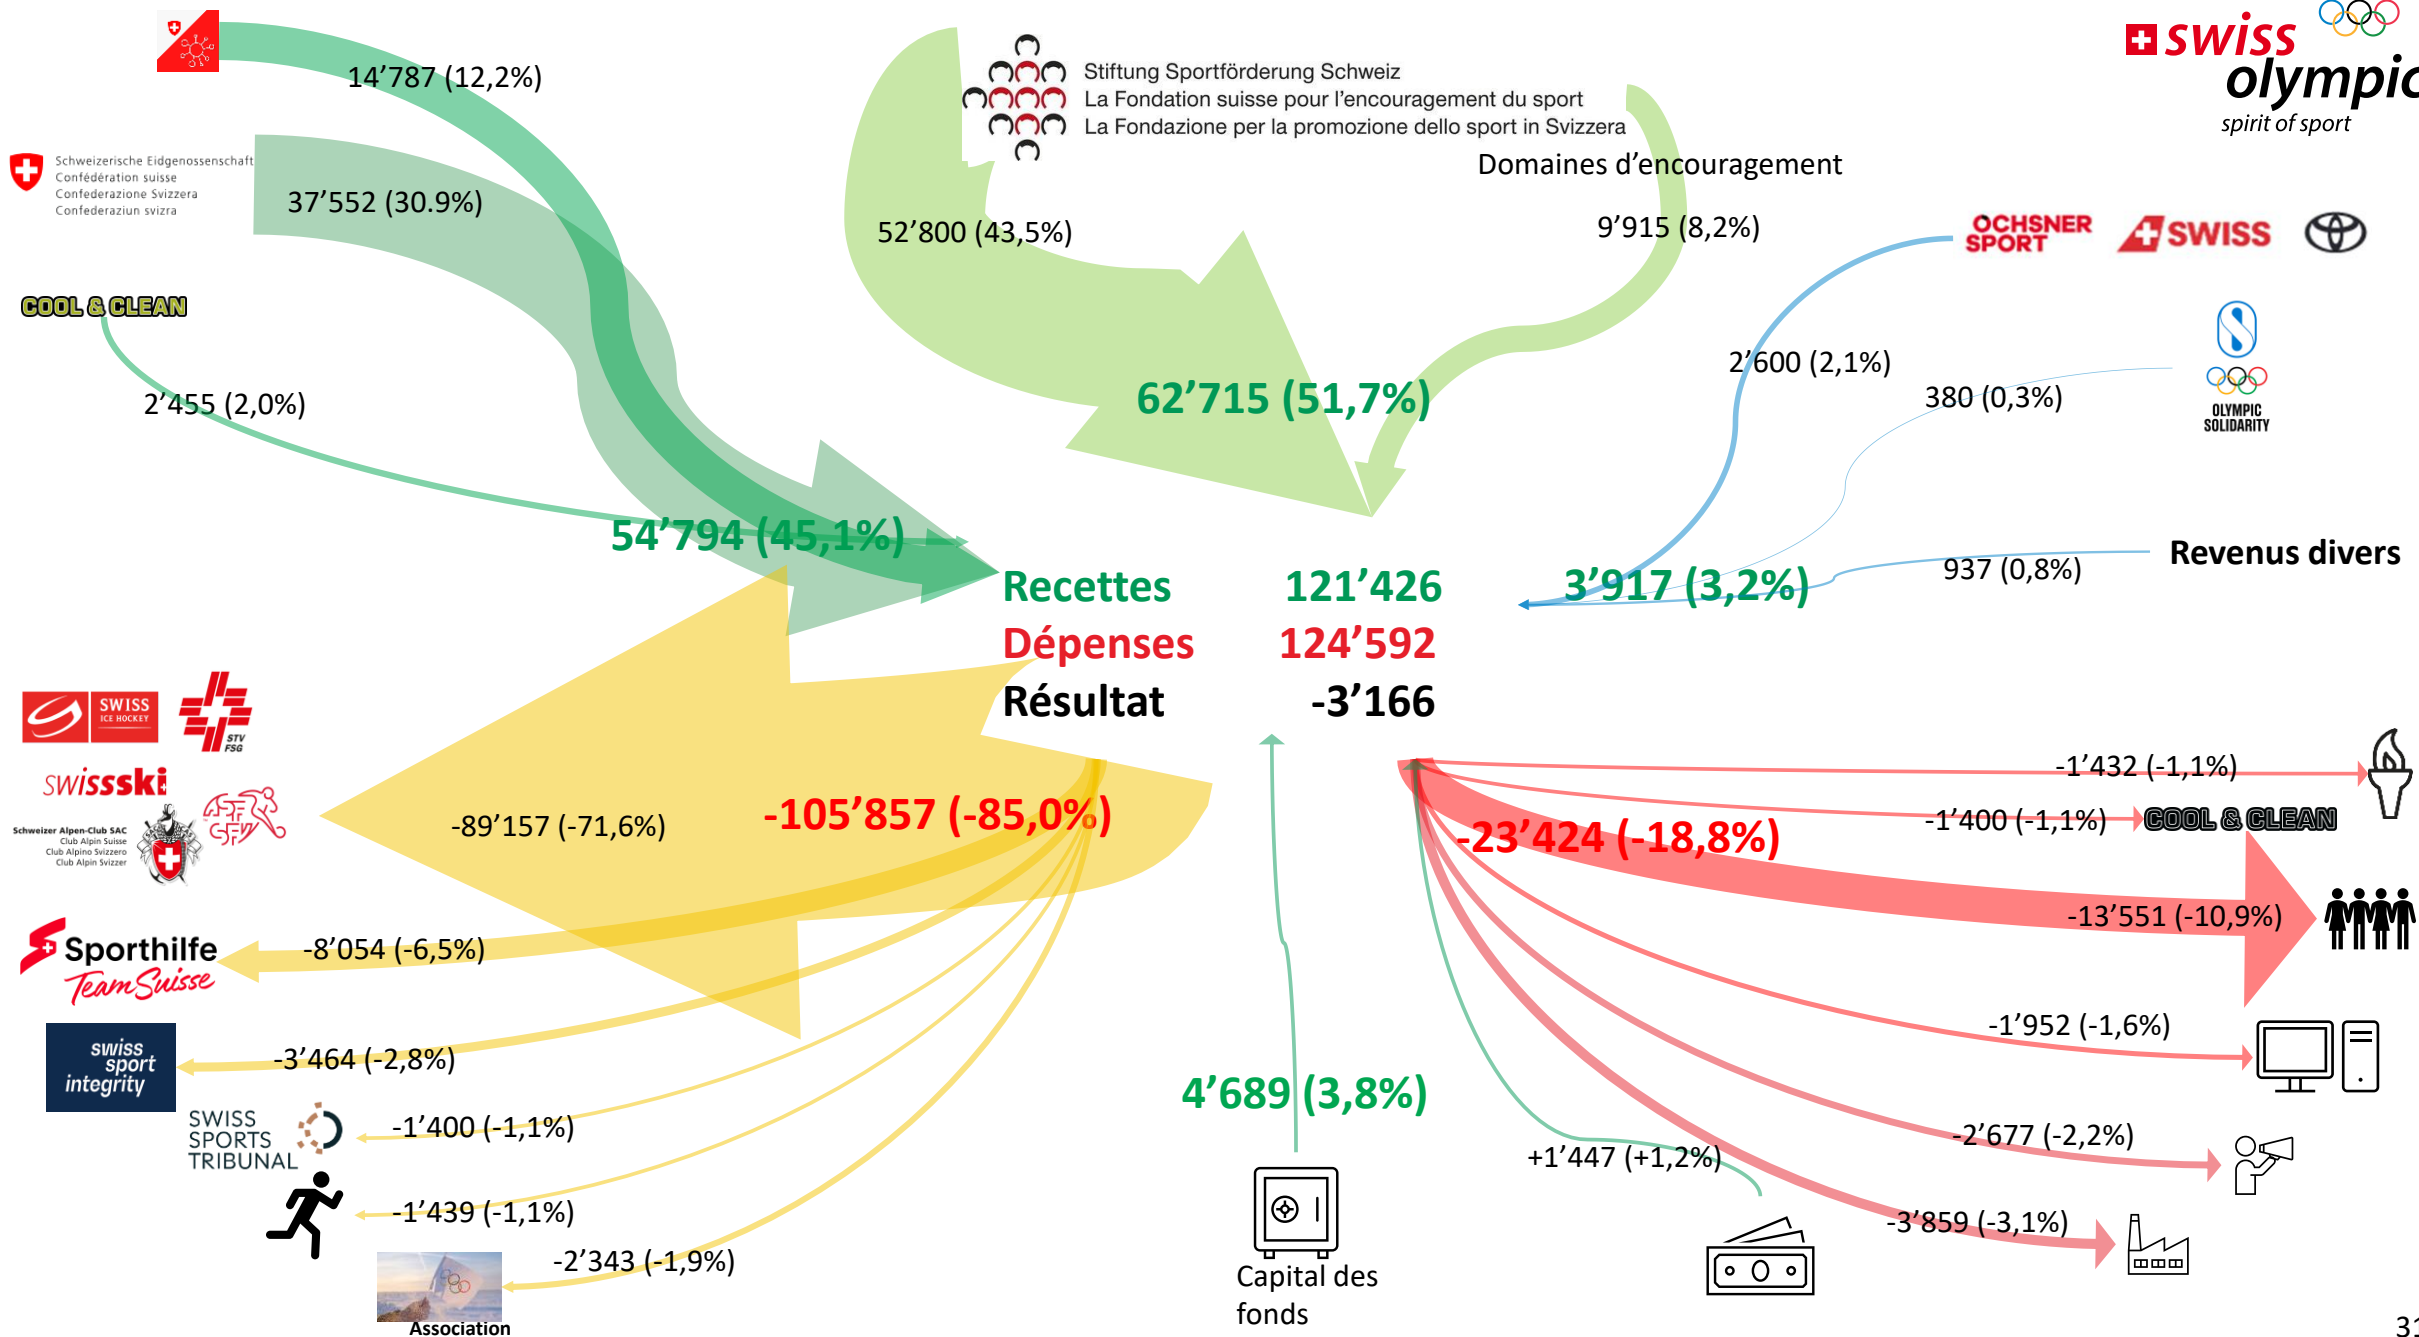 14’787 (12,2%)
Stiftung Sportförderung Schweiz
La Fondation suisse pour l’encouragement du sport
La Fondazione per la promozione dello sport in Svizzera
swiss
olympic
spirit of sport
Schweizerische Eidgenossenschaft
Confédération suisse
Confederazione Svizzera
Confederaziun svizra
37’552 (30.9%)
Domaines d’encouragement
52’800 (43,5%)
9’915 (8,2%)
OCHSNER
SPORT
SWISS
COOL & CLEAN
2’455 (2,0%)
62’715 (51,7%)
2’600 (2,1%)
380 (0,3%)
OLYMPIC
SOLIDARITY
54’794 (45,1%)
Recettes 121’426
3’917 (3,2%)
937 (0,8%)
Revenus divers
Dépenses 124’592
Résultat -3’166
SWISS
ICE HOCKEY
STV
FSG
swissski
ASF
SFV
Schweizer Alpen-Club SAC
Club Alpin Suisse
Club Alpino Svizzero
Club Alpin Svizzer
-89’157 (-71,6%)
-105’857 (-85,0%)
-23’424 (-18,8%)
-1’432 (-1,1%)
-1’400 (-1,1%)
COOL & CLEAN
-13’551 (-10,9%)
Sporthilfe
Team Suisse
-8’054 (-6,5%)
swiss
sport
integrity
-3’464 (-2,8%)
-1’952 (-1,6%)
SWISS
SPORTS
TRIBUNAL
-1’400 (-1,1%)
4’689 (3,8%)
+1’447 (+1,2%)
-2’677 (-2,2%)
-1’439 (-1,1%)
-3’859 (-3,1%)
-2’343 (-1,9%)
Association
Capital des
fonds
31